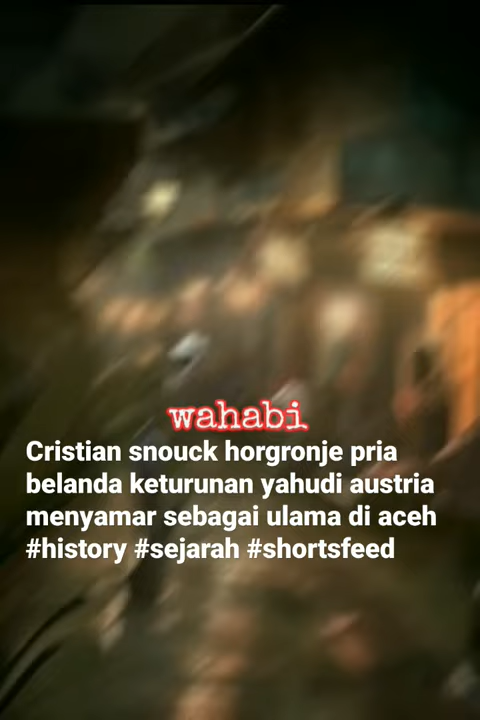 wahabi
Cristian snouck horgronje pria
belanda keturunan yahudi austria
menyamar sebagai ulama di aceh
#history #sejarah #shortsfeed